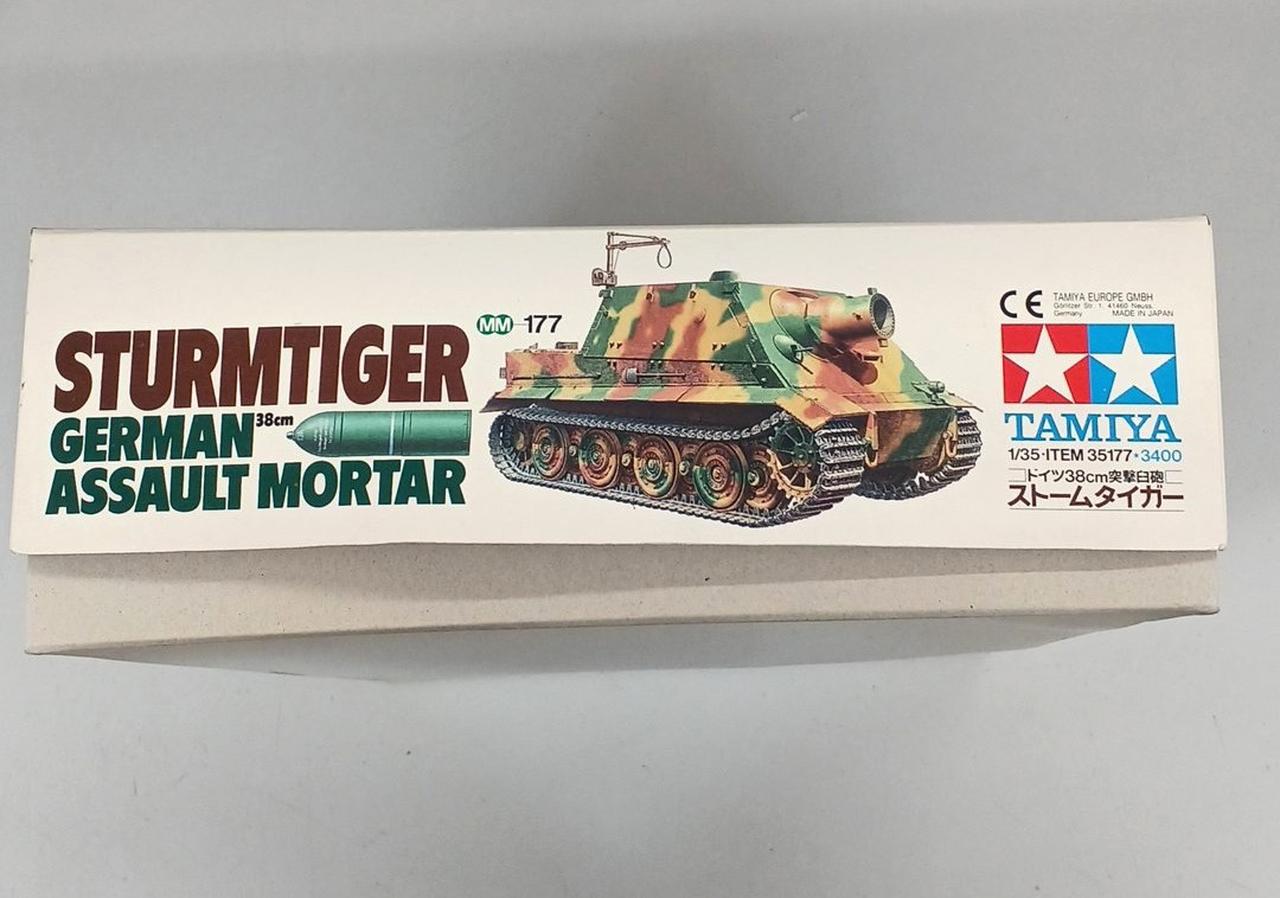 STURMTIGER
GERMAN 38cm
ASSAULT MORTAR
MM 177
CE TAMIYA EUROPE GMBH
Görlitzer Str. 1. 41460 Neuss.
Germany MADE IN JAPAN
TAMIYA
1/35・ITEM 35177・3400
ドイツ38cm突撃臼砲
ストームタイガー